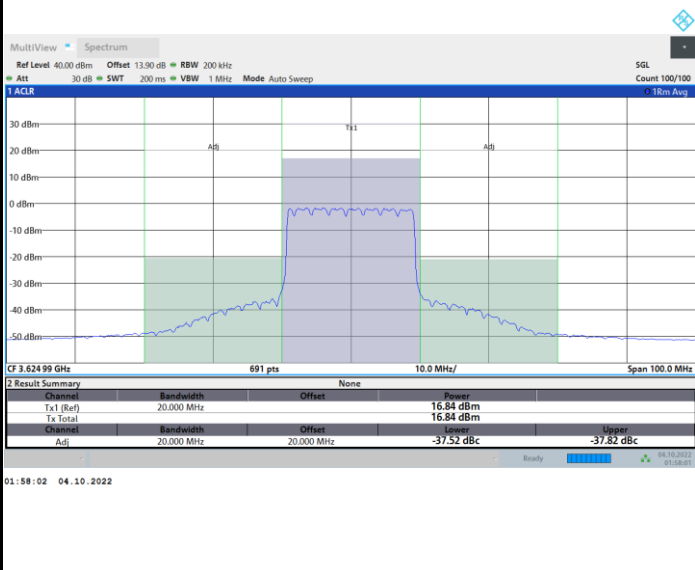 MultiView Spectrum
Ref Level 40.00 dBm Offset 13.90 dB RBW 200 kHz SGL
Att 30 dB SWT 200 ms VBW 1 MHz Mode Auto Sweep Count 100/100
1 ACLR 1Rm Avg
30 dBm
Tx1
20 dBm
Adj Adj
10 dBm
0 dBm
-10 dBm
-20 dBm
-30 dBm
-40 dBm
-50 dBm
CF 3.624 99 GHz 691 pts 10.0 MHz/ Span 100.0 MHz
2 Result Summary None
Channel Bandwidth Offset Power
Tx1 (Ref) 20.000 MHz 16.84 dBm
Tx Total 16.84 dBm
Channel Bandwidth Offset Lower Upper
Adj 20.000 MHz 20.000 MHz -37.52 dBc -37.82 dBc
Ready 04.10.2022
01:58:01
01:58:02 04.10.2022